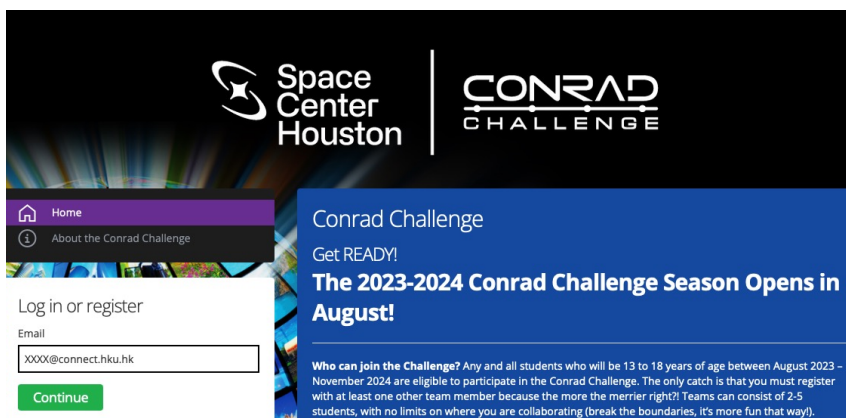 Space
Center
Houston
CONRAD
CHALLENGE
Home
About the Conrad Challenge
Log in or register
Email
XXXX@connect.hku.hk
Continue
Conrad Challenge
Get READY!
The 2023-2024 Conrad Challenge Season Opens in
August!
Who can join the Challenge? Any and all students who will be 13 to 18 years of age between August 2023 –
November 2024 are eligible to participate in the Conrad Challenge. The only catch is that you must register
with at least one other team member because the more the merrier right?! Teams can consist of 2-5
students, with no limits on where you are collaborating (break the boundaries, it's more fun that way!).